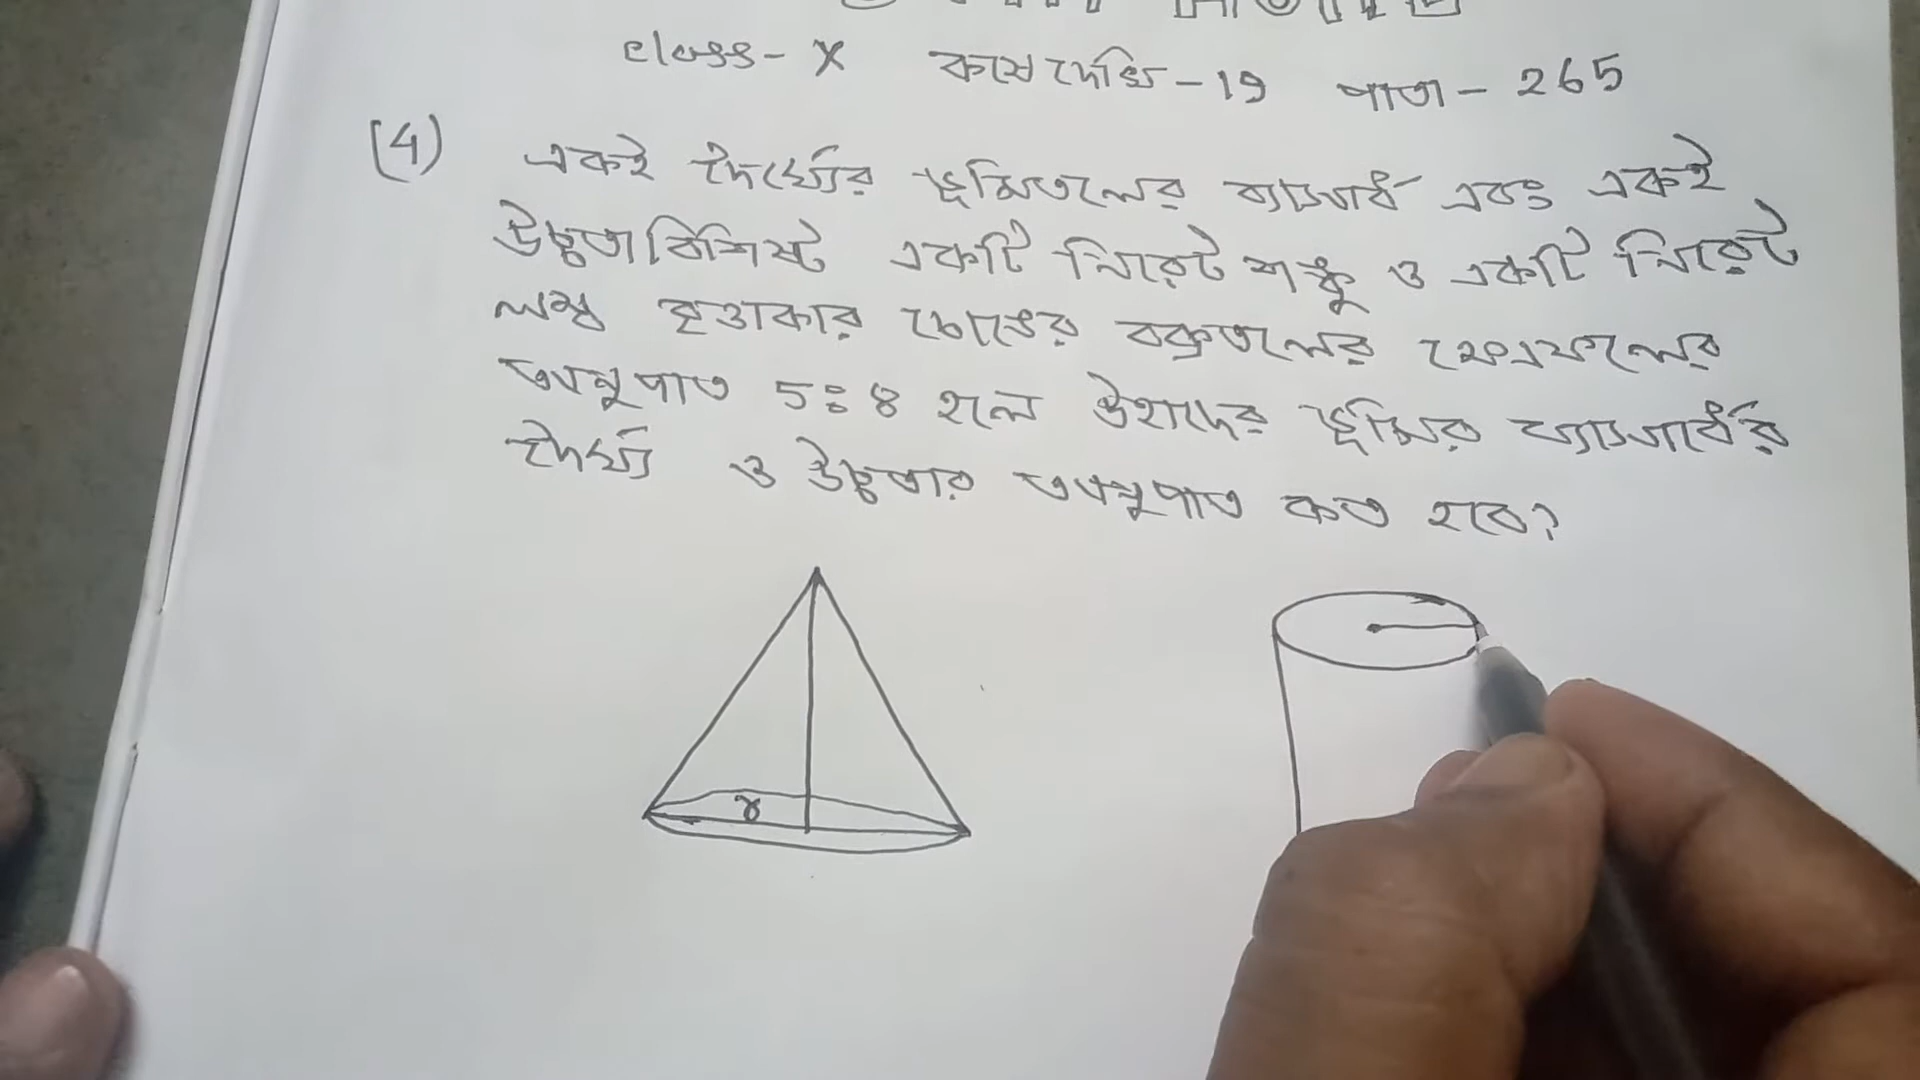 class - X কষে দেখি - 19 পাতা - 265
(4) একই দৈর্ঘ্যের ভূমিতলের ব্যাসার্ধ এবং একই
উচ্চতা বিশিষ্ট একটি নিরেট শঙ্কু ও একটি নিরেট
লম্ব বৃত্তাকার চোঙের বক্রতলের ক্ষেত্রফলের
অনুপাত 5:8 হলে উহাদের ভূমির ব্যাসার্ধের
দৈর্ঘ্য ও উচ্চতার অনুপাত কত হবে?
r